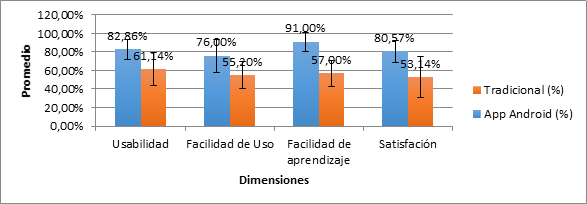 120,00%
100,00%
80,00%
60,00%
40,00%
20,00%
0,00%
Promedio
82,86%
61,14%
76,00%
55,20%
91,00%
57,00%
80,57%
53,14%
Usabilidad
Facilidad de Uso
Facilidad de
aprendizaje
Satisfación
Dimensiones
Tradicional (%)
App Android (%)